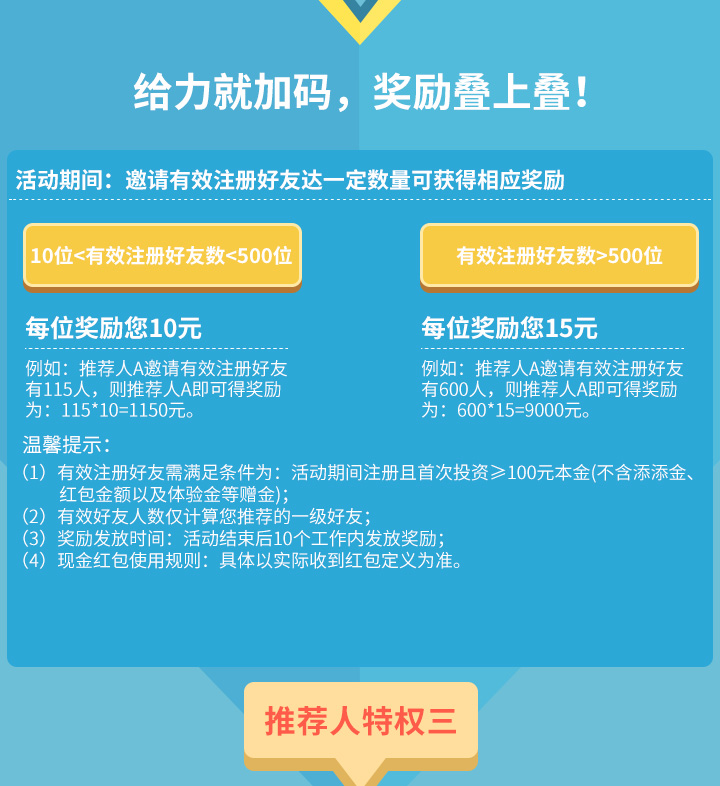 给力就加码，奖励叠上叠！
活动期间：邀请有效注册好友达一定数量可获得相应奖励
10位<有效注册好友数<500位
有效注册好友数>500位
每位奖励您10元
每位奖励您15元
例如：推荐人A邀请有效注册好友
有115人，则推荐人A即可得奖励
为：115*10=1150元。
例如：推荐人A邀请有效注册好友
有600人，则推荐人A即可得奖励
为：600*15=9000元。
温馨提示：
（1）有效注册好友需满足条件为：活动期间注册且首次投资≥100元本金(不含添添金、
红包金额以及体验金等赠金)；
（2）有效好友人数仅计算您推荐的一级好友；
（3）奖励发放时间：活动结束后10个工作内发放奖励；
（4）现金红包使用规则：具体以实际收到红包定义为准。
推荐人特权三